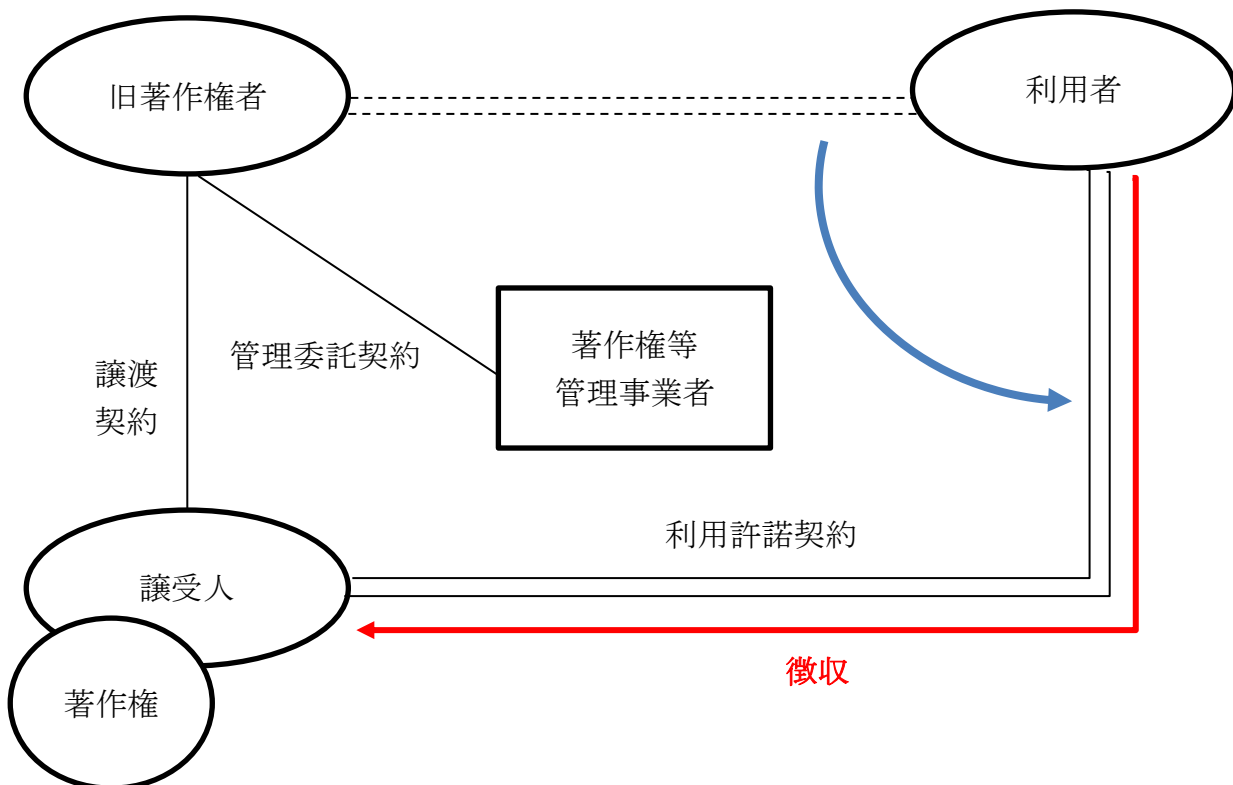 旧著作権者
利用者
管理委託契約
著作権等
管理事業者
譲渡
契約
利用許諾契約
譲受人
徴収
著作権